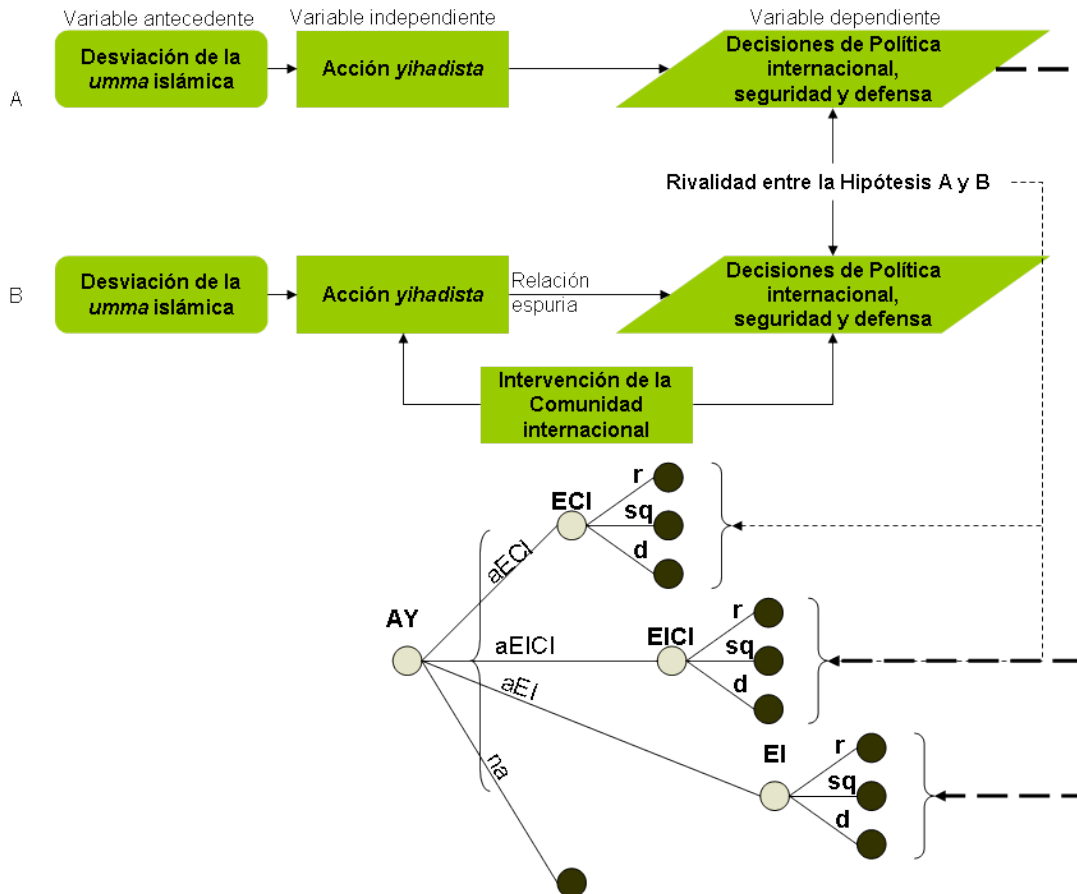 Variable antecedente
Variable independiente
Variable dependiente
A
Desviación de la
umma islámica
Acción yihadista
Decisiones de Política
internacional,
seguridad y defensa
Rivalidad entre la Hipótesis A y B
B
Desviación de la
umma islámica
Acción yihadista
Relación
espuria
Decisiones de Política
internacional,
seguridad y defensa
Intervención de la
Comunidad
internacional
AY
aECI
ECI
r
sq
d
aEICI
EICI
r
sq
d
aEI
EI
r
sq
d
na